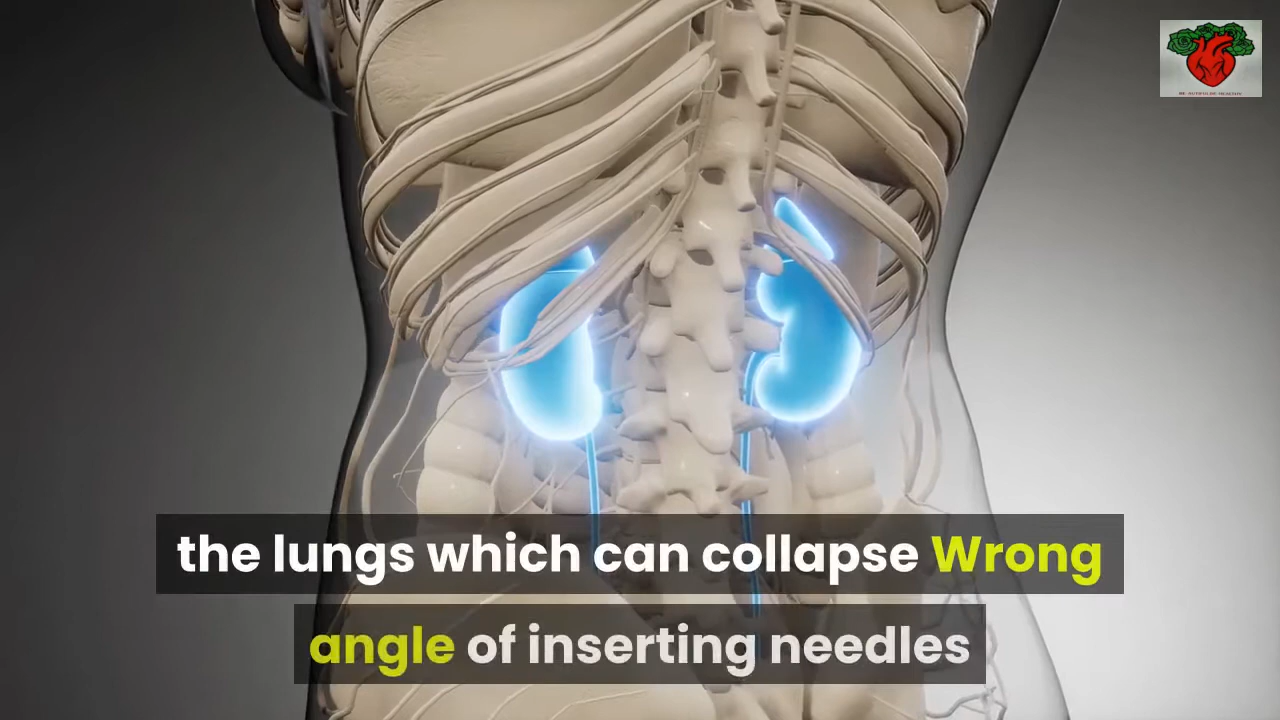 the lungs which can collapse Wrong
angle of inserting needles